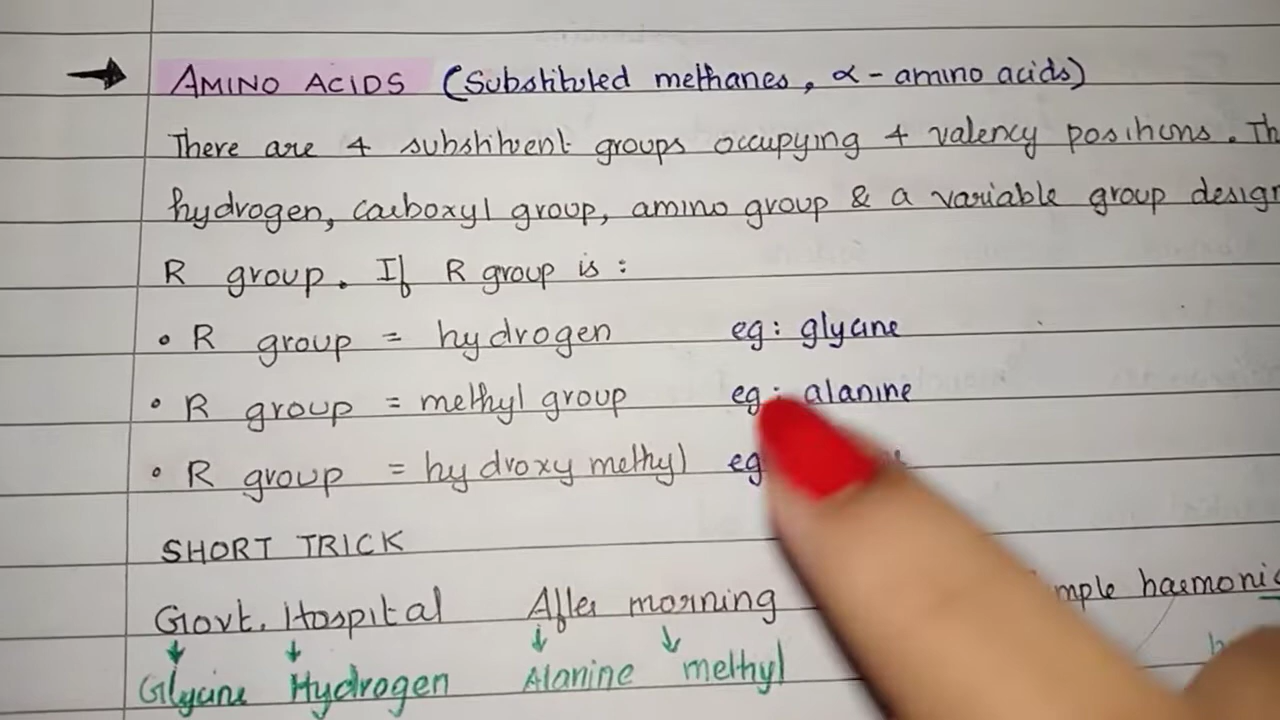 AMINO ACIDS (Substituted methanes, α - amino acids)
There are 4 substituent groups occupying 4 valency positions. Th
hydrogen, carboxyl group, amino group & a variable group design
R group. If R group is :
• R group = hydrogen eg: glycine
• R group = methyl group eg: alanine
• R group = hydroxy methyl eg
SHORT TRICK
Govt. Hospital After morning mple harmonic
Glycine Hydrogen Alanine methyl